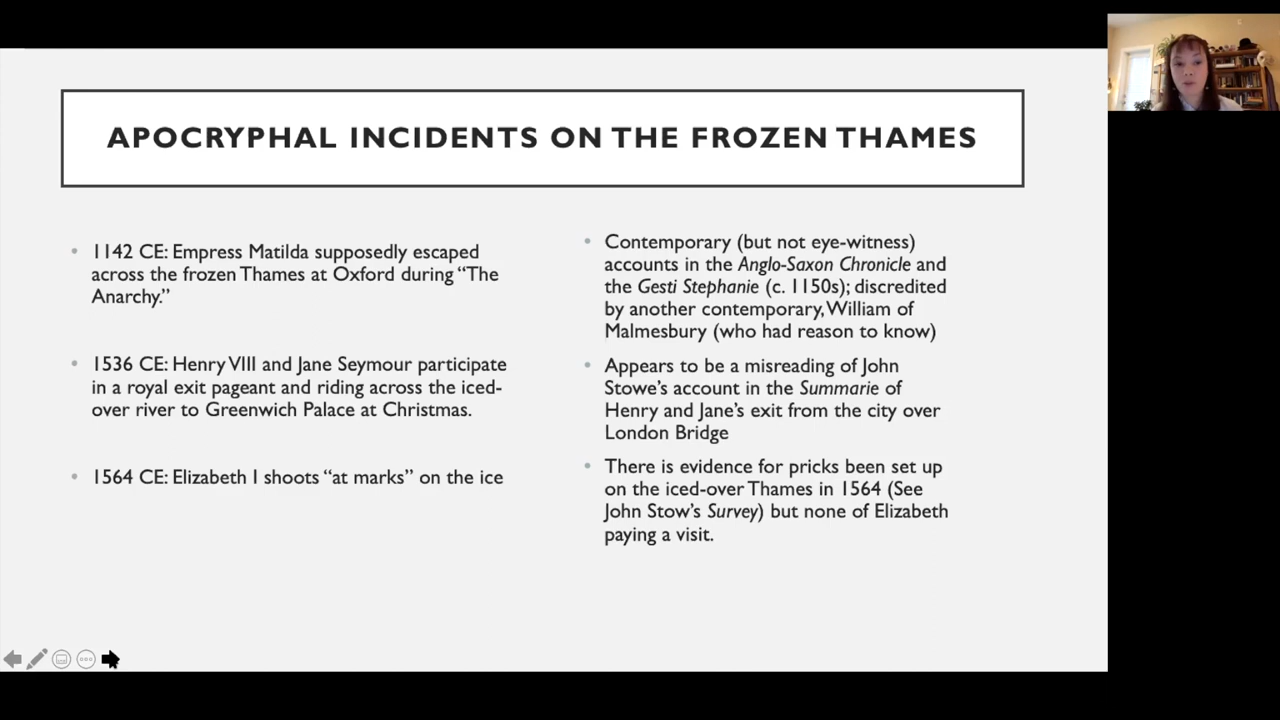 APOCRYPHAL INCIDENTS ON THE FROZEN THAMES
1142 CE: Empress Matilda supposedly escaped
across the frozen Thames at Oxford during “The
Anarchy.”
1536 CE: Henry VIII and Jane Seymour participate
in a royal exit pageant and riding across the iced-
over river to Greenwich Palace at Christmas.
1564 CE: Elizabeth I shoots “at marks” on the ice
Contemporary (but not eye-witness)
accounts in the Anglo-Saxon Chronicle and
the Gesti Stephanie (c. 1150s); discredited
by another contemporary, William of
Malmesbury (who had reason to know)
Appears to be a misreading of John
Stowe’s account in the Summarie of
Henry and Jane’s exit from the city over
London Bridge
There is evidence for pricks been set up
on the iced-over Thames in 1564 (See
John Stow’s Survey) but none of Elizabeth
paying a visit.